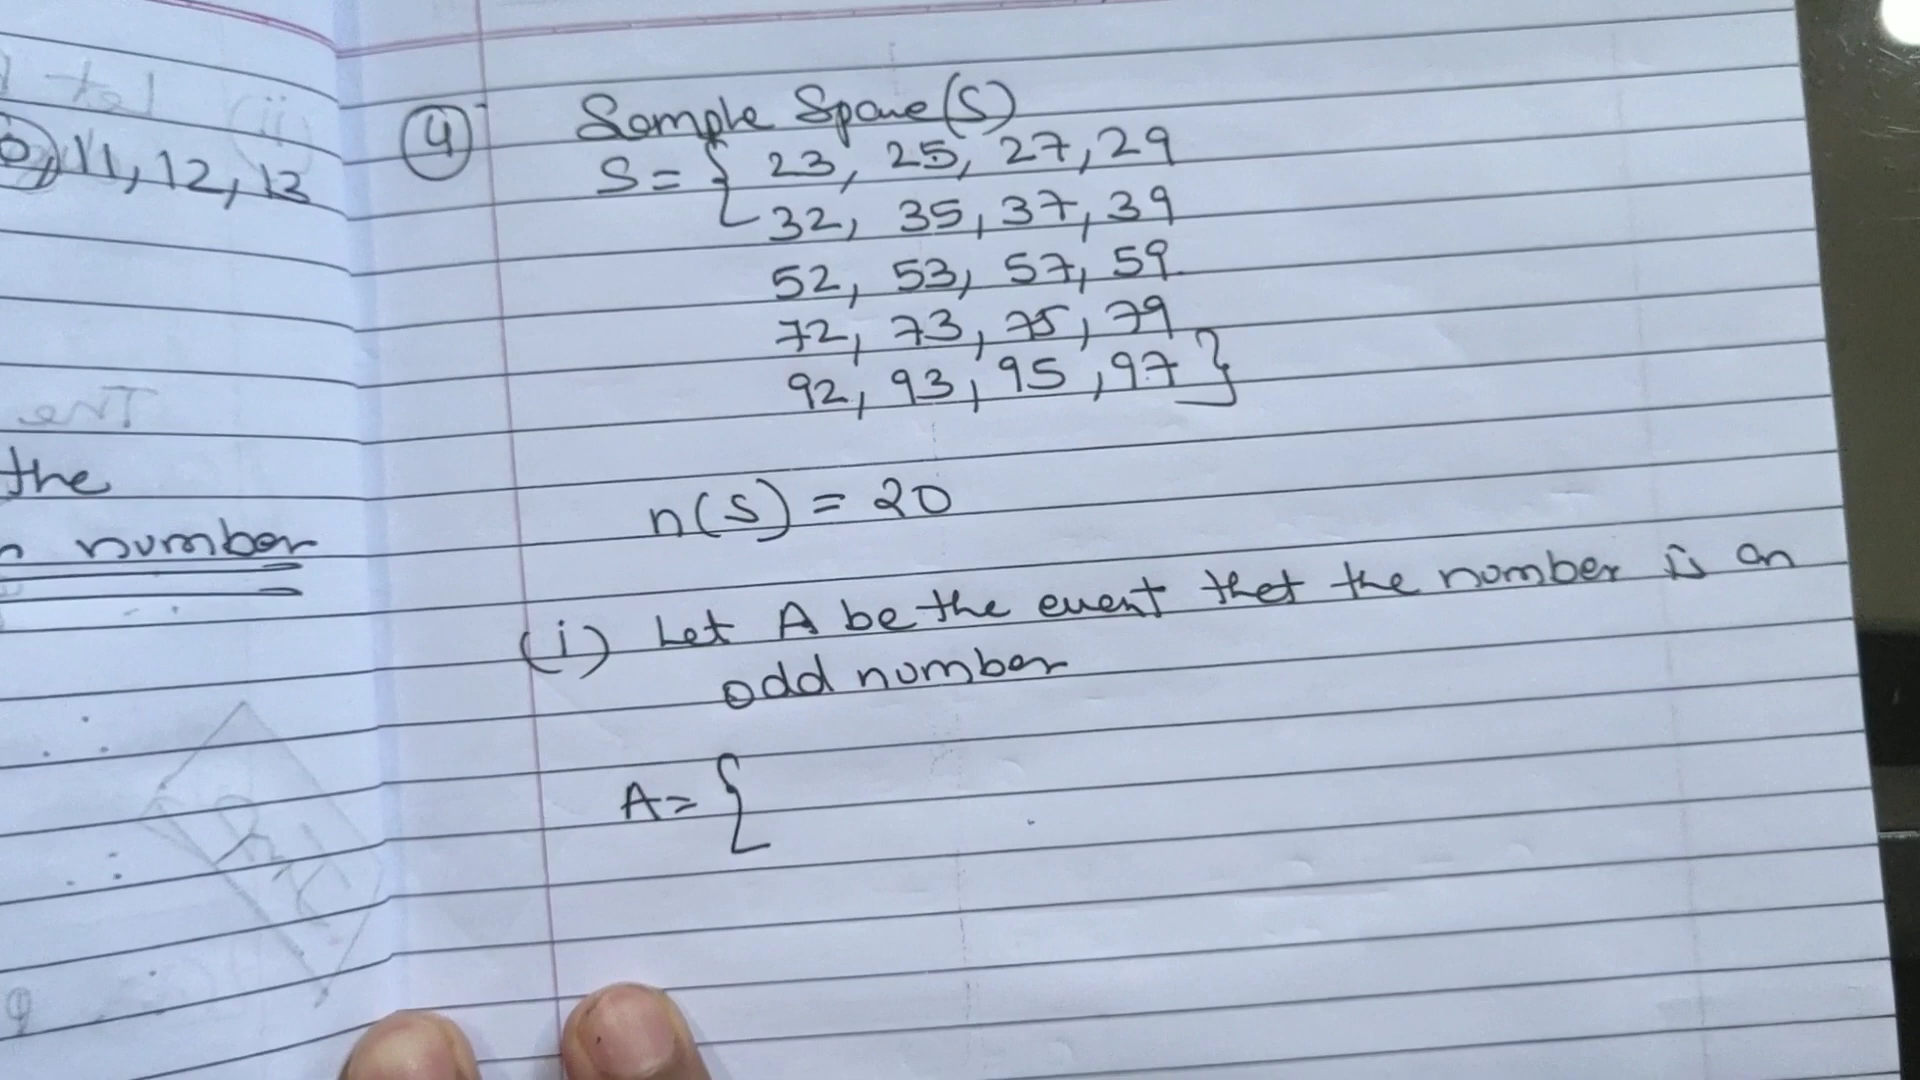 , 11, 12, 13
the
number
4
Sample Space (S)
S = { 23, 25, 27, 29
32, 35, 37, 39
52, 53, 57, 59
72, 73, 75, 79
92, 93, 95, 97 }
n(S) = 20
(i) Let A be the event that the number is an
odd number
A = {